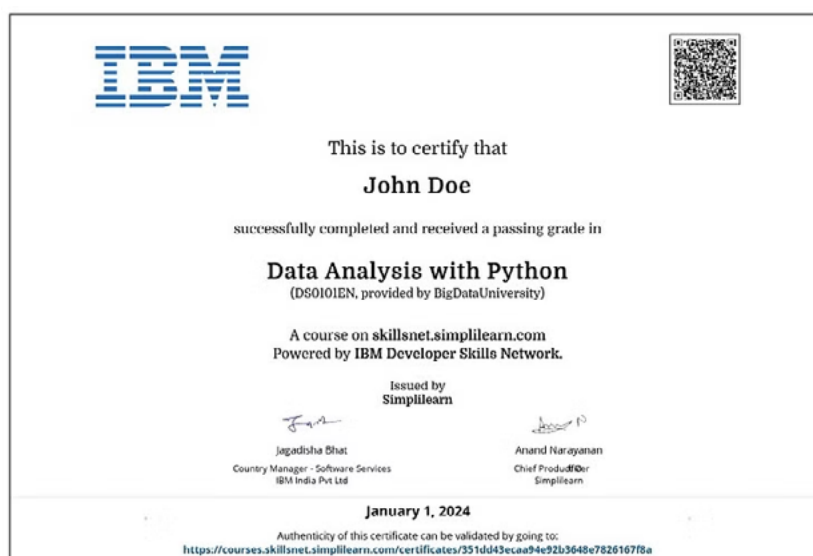 IBM
This is to certify that
John Doe
successfully completed and received a passing grade in
Data Analysis with Python
(DS0101EN, provided by BigDataUniversity)
A course on skillsnet.simplilearn.com
Powered by IBM Developer Skills Network.
Issued by
Simplilearn
Jagadisha Bhat
Country Manager - Software Services
IBM India Pvt Ltd
Anand Narayanan
Chief Product
Simplilearn
January 1, 2024
Authenticity of this certificate can be validated by going to:
https://courses.skillsnet.simplilearn.com/certificates/351dd43ecaa94e92b3648e7826167f8a